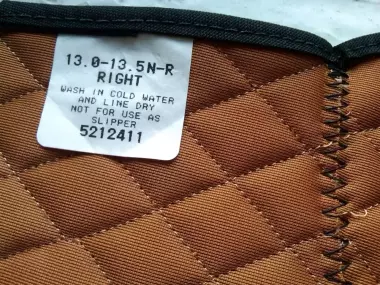 13.0-13.5N-R
RIGHT
WASH IN COLD WATER
AND LINE DRY
NOT FOR USE AS
SLIPPER
5212411